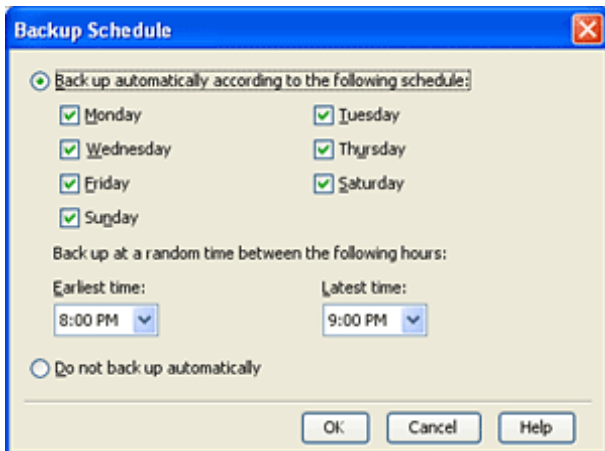 Backup Schedule
Back up automatically according to the following schedule:
Monday Tuesday
Wednesday Thursday
Friday Saturday
Sunday
Back up at a random time between the following hours:
Earliest time: Latest time:
8:00 PM 9:00 PM
Do not back up automatically
OK Cancel Help